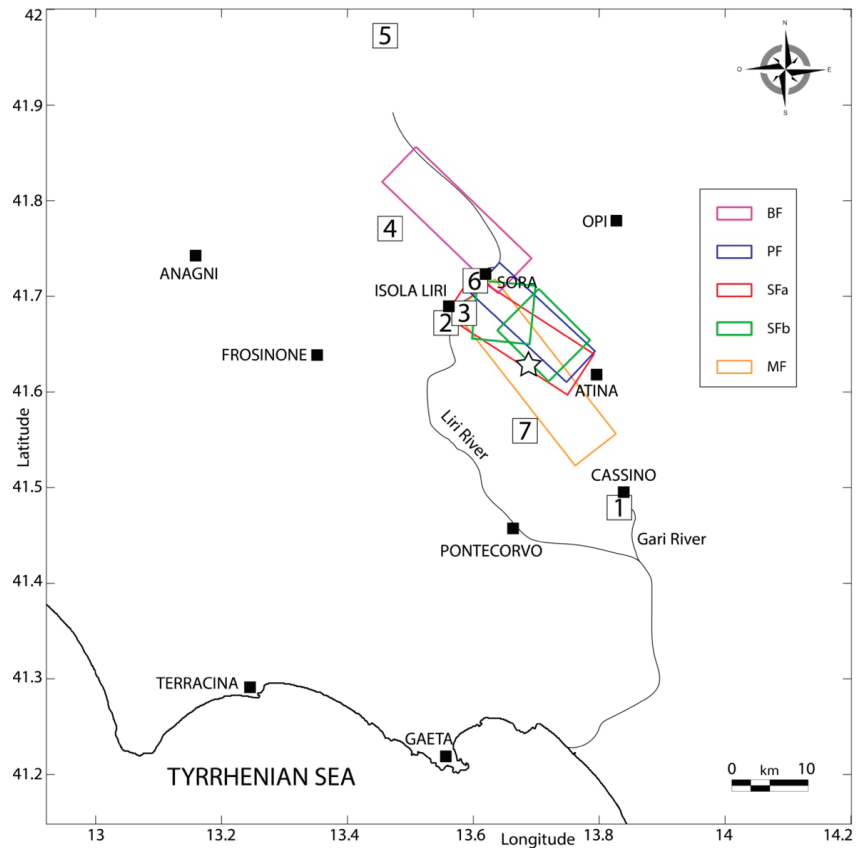 42
5
N
O
E
S
41.9
41.8
4
OPI
BF
ANAGNI
PF
6
SORA
ISOLA LIRI
SFa
41.7
2
3
SFb
FROSINONE
MF
41.6
ATINA
Latitude
Liri River
7
CASSINO
41.5
1
PONTECORVO
Gari River
41.4
TERRACINA
41.3
GAETA
TYRRHENIAN SEA
0 km 10
41.2
13
13.2
13.4
13.6
13.8
14
14.2
Longitude